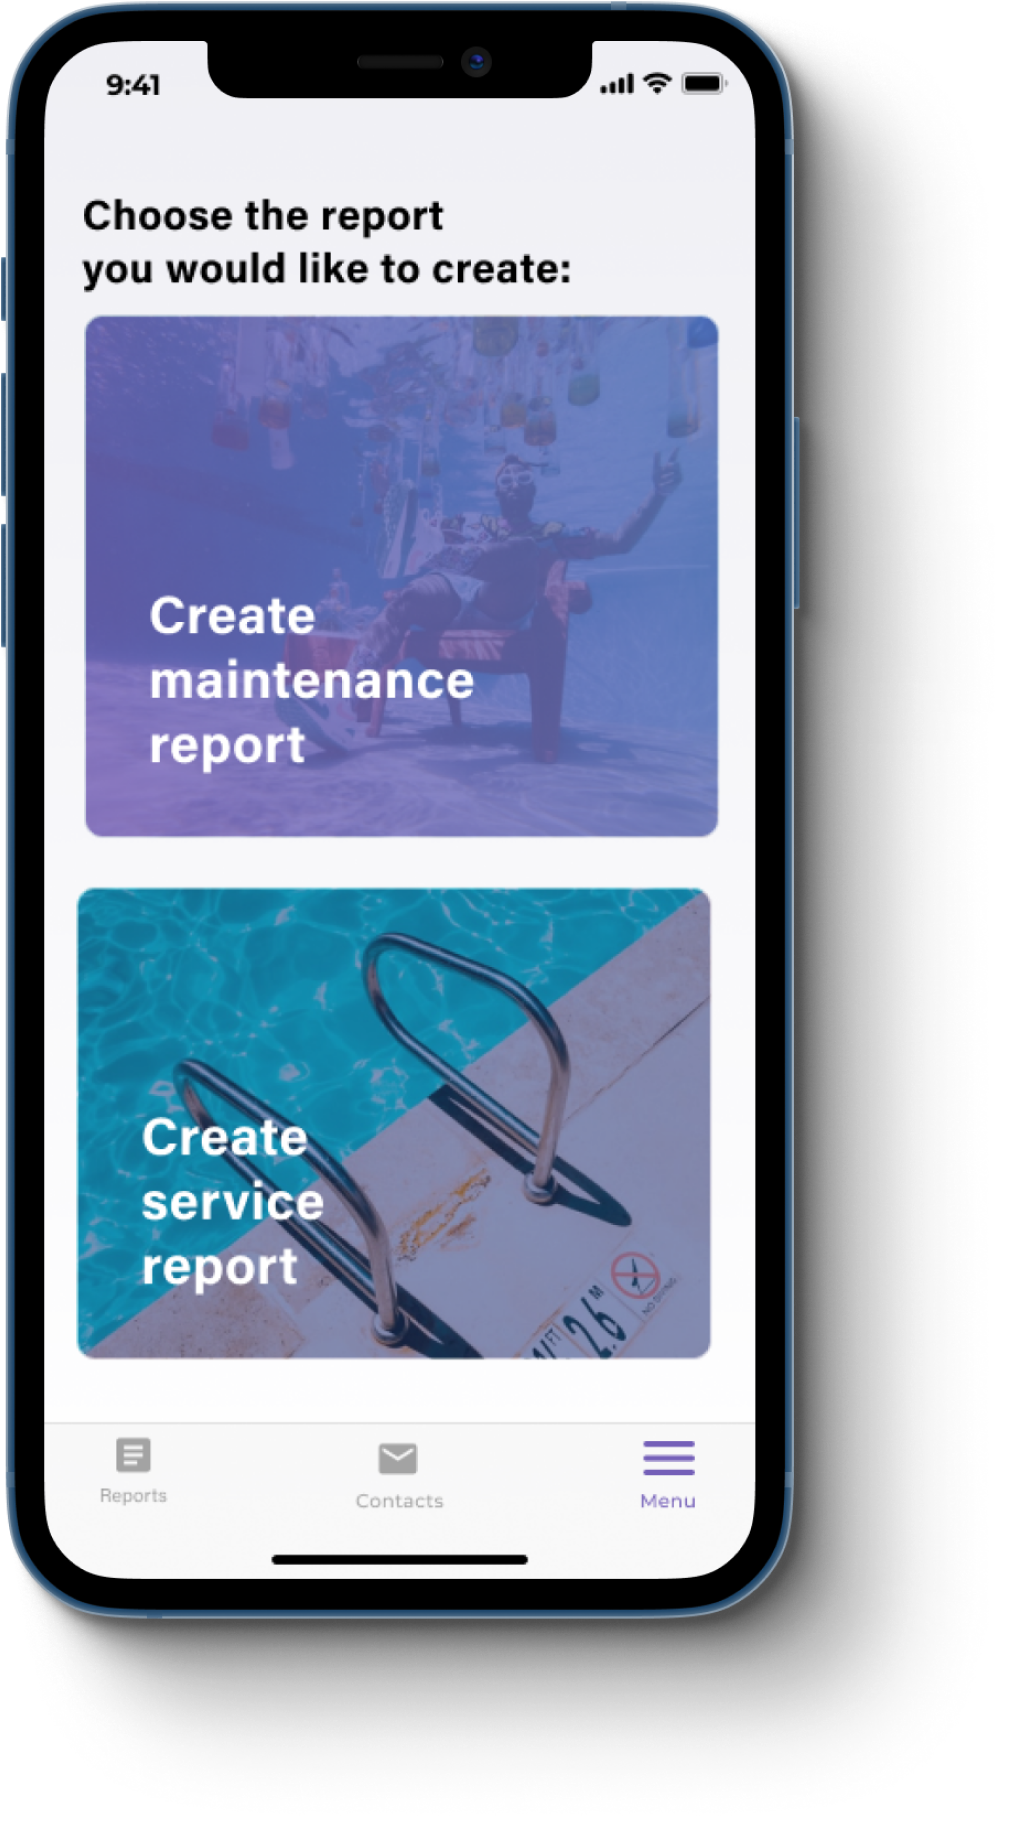 9:41
Choose the report
you would like to create:
Create
maintenance
report
Create
service
report
FT
2.6 M
NO DIVING
Reports
Contacts
Menu